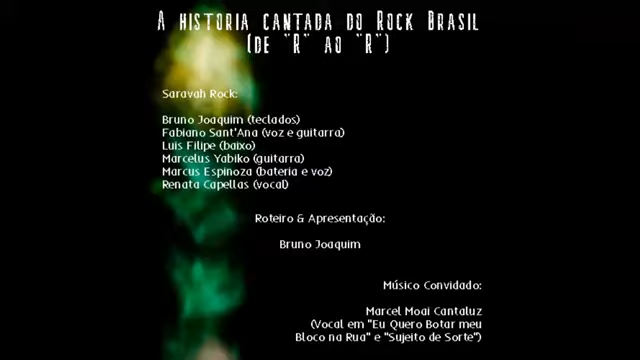 A HISTORIA CANTADA DO ROCK BRASIL
(DE "R" AO "R")
Saravah Rock:
Bruno Joaquim (teclados)
Fabiano Sant'Ana (voz e guitarra)
Luis Filipe (baixo)
Marcelus Yabiko (guitarra)
Marcus Espinoza (bateria e voz)
Renata Capellas (vocal)
Roteiro & Apresentação:
Bruno Joaquim
Músico Convidado:
Marcel Moai Cantaluz
(Vocal em "Eu Quero Botar meu
Bloco na Rua" e "Sujeito de Sorte")